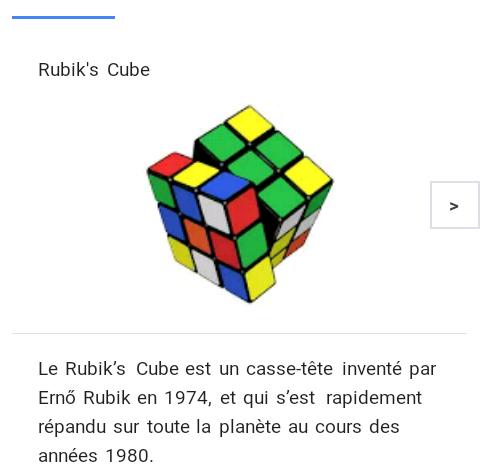 Rubik's Cube
>
Le Rubik’s Cube est un casse-tête inventé par
Ernő Rubik en 1974, et qui s’est rapidement
répandu sur toute la planète au cours des
années 1980.